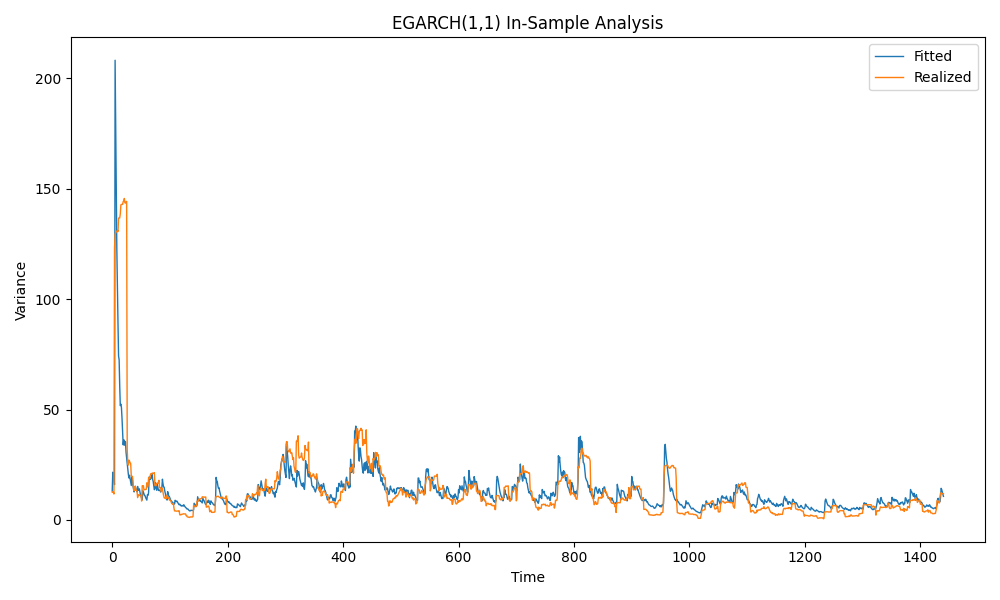 EGARCH(1,1) In-Sample Analysis
Fitted
Realized
Variance
200
150
100
50
0
0 200 400 600 800 1000 1200 1400
Time